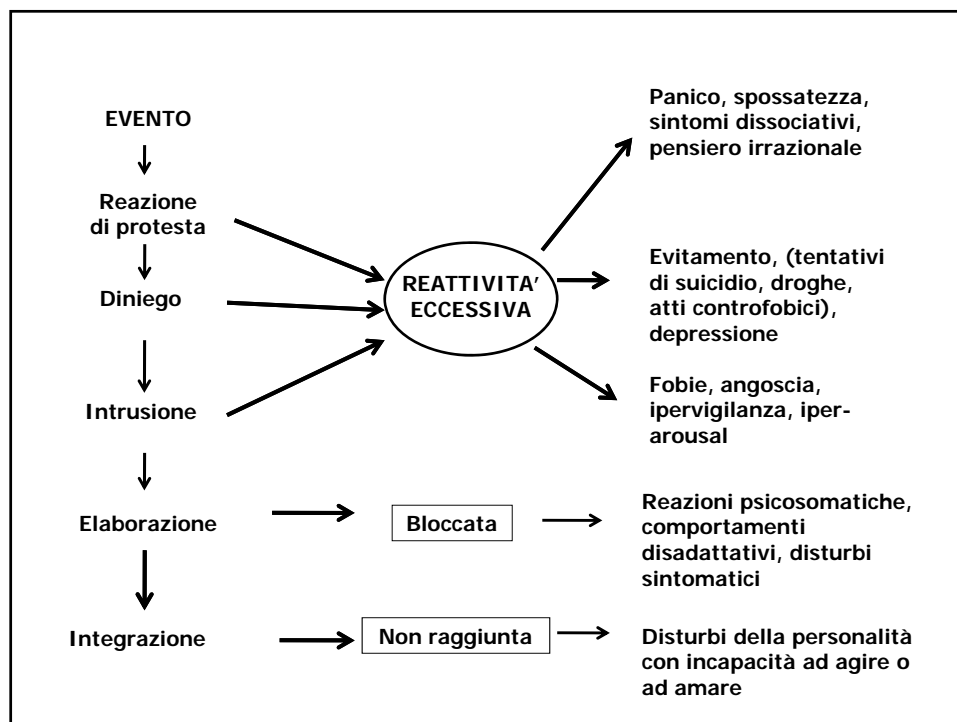 EVENTO
Reazione
di protesta
Diniego
Intrusione
Elaborazione
Integrazione
REATTIVITA’
ECCESSIVA
Bloccata
Non raggiunta
Panico, spossatezza,
sintomi dissociativi,
pensiero irrazionale
Evitamento, (tentativi
di suicidio, droghe,
atti controfobici),
depressione
Fobie, angoscia,
ipervigilanza, iper-
arousal
Reazioni psicosomatiche,
comportamenti
disadattativi, disturbi
sintomatici
Disturbi della personalità
con incapacità ad agire o
ad amare